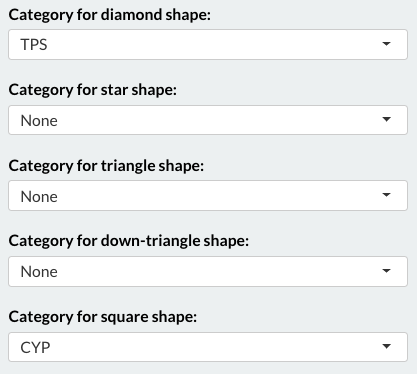 Category for diamond shape:
TPS
Category for star shape:
None
Category for triangle shape:
None
Category for down-triangle shape:
None
Category for square shape:
CYP